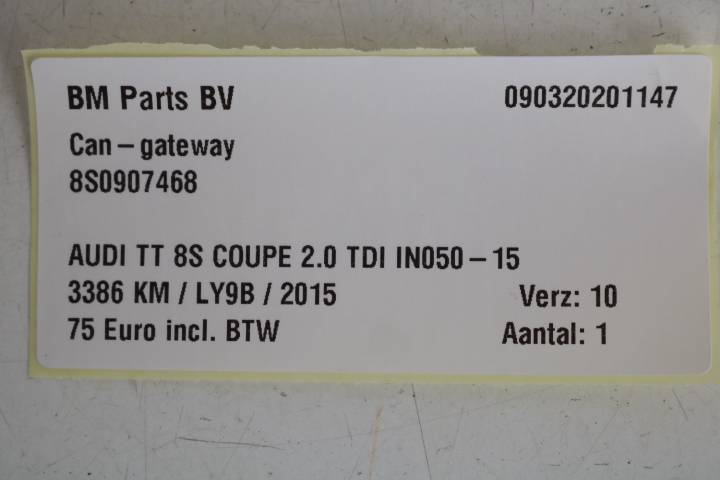 BM Parts BV 090320201147
Can - gateway
8S0907468
AUDI TT 8S COUPE 2.0 TDI IN050 - 15
3386 KM / LY9B / 2015 Verz: 10
75 Euro incl. BTW Aantal: 1